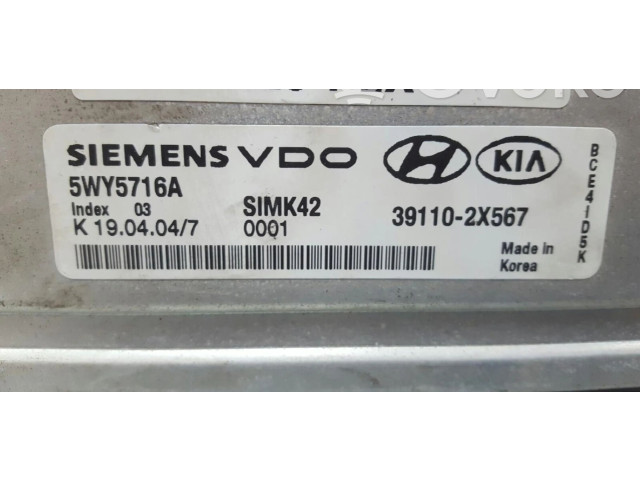 SIEMENS VDO KIA
5WY5716A
Index 03 SIMK42 39110-2X567
K 19.04.04/7 0001
Made in
Korea
BCE4ID5K